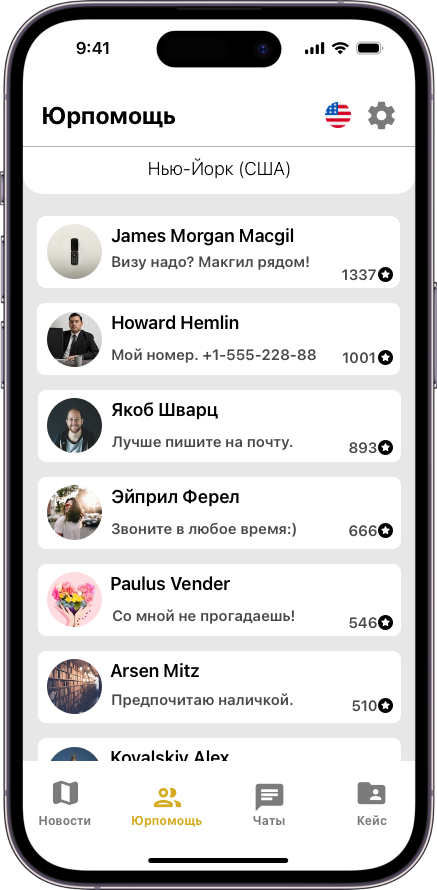 9:41
Юрпомощь
Нью-Йорк (США)
James Morgan Macgil
Визу надо? Макгил рядом!
1337
Howard Hemlin
Мой номер. +1-555-228-88
1001
Якоб Шварц
Лучше пишите на почту.
893
Эйприл Ферел
Звоните в любое время:)
666
Paulus Vender
Со мной не прогадаешь!
546
Arsen Mitz
Предпочитаю наличкой.
510
Kovalskiy Alex
Новости
Юрпомощь
Чаты
Кейс